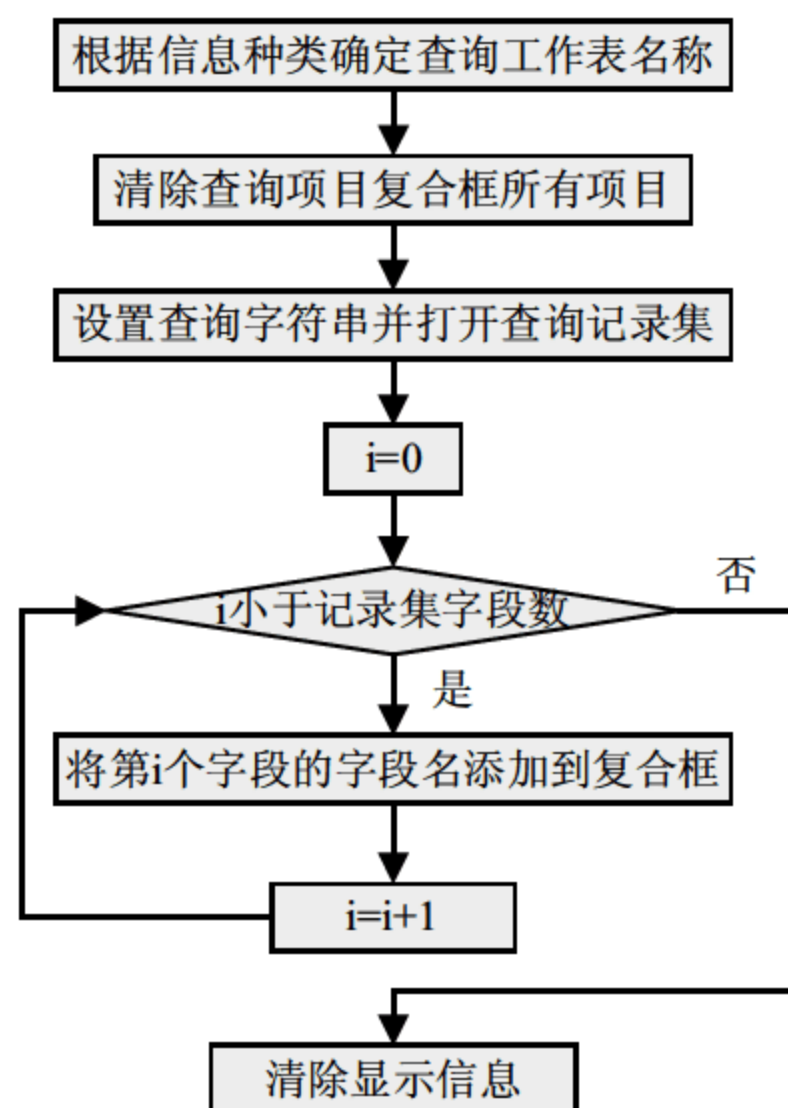 根据信息种类确定查询工作表名称
清除查询项目复合框所有项目
设置查询字符串并打开查询记录集
i=0
i小于记录集字段数
否
是
将第i个字段的字段名添加到复合框
i=i+1
清除显示信息